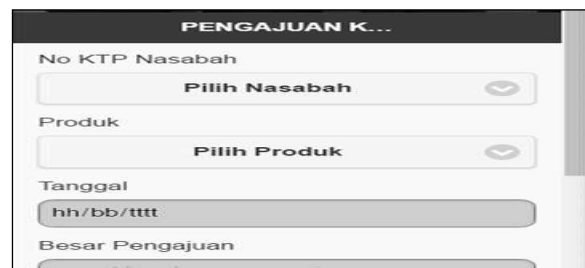 PENGAJUAN K...
No KTP Nasabah
Pilih Nasabah
Produk
Pilih Produk
Tanggal
hh/bb/tttt
Besar Pengajuan